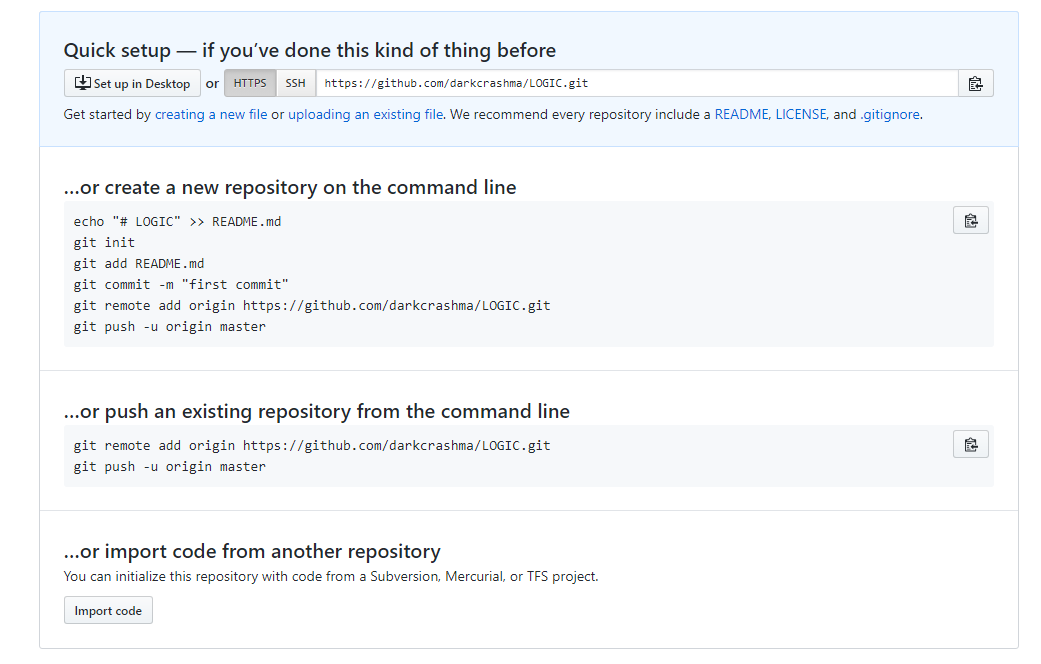 Quick setup — if you’ve done this kind of thing before
Set up in Desktop or HTTPS SSH https://github.com/darkcrashma/LOGIC.git
Get started by creating a new file or uploading an existing file. We recommend every repository include a README, LICENSE, and .gitignore.
…or create a new repository on the command line
echo "# LOGIC" >> README.md
git init
git add README.md
git commit -m "first commit"
git remote add origin https://github.com/darkcrashma/LOGIC.git
git push -u origin master
…or push an existing repository from the command line
git remote add origin https://github.com/darkcrashma/LOGIC.git
git push -u origin master
…or import code from another repository
You can initialize this repository with code from a Subversion, Mercurial, or TFS project.
Import code